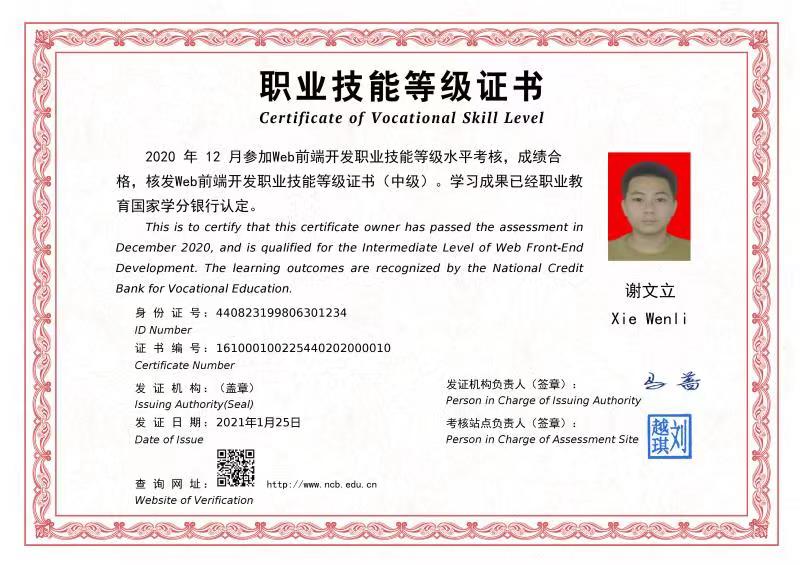 职业技能等级证书
Certificate of Vocational Skill Level
2020 年 12 月参加Web前端开发职业技能等级水平考核，成绩合
格，核发Web前端开发职业技能等级证书（中级）。学习成果已经职业教
育国家学分银行认定。
This is to certify that this certificate owner has passed the assessment in
December 2020, and is qualified for the Intermediate Level of Web Front-End
Development. The learning outcomes are recognized by the National Credit
Bank for Vocational Education.
谢文立
Xie Wenli
身份证号：440823199806301234
ID Number
证书编号：161000100225440202000010
Certificate Number
发证机构：（盖章）
Issuing Authority(Seal)
发证日期：2021年1月25日
Date of Issue
发证机构负责人（签章）：
Person in Charge of Issuing Authority
考核站点负责人（签章）：
Person in Charge of Assessment Site
刘越琪
查询网址：http://www.ncb.edu.cn
Website of Verification